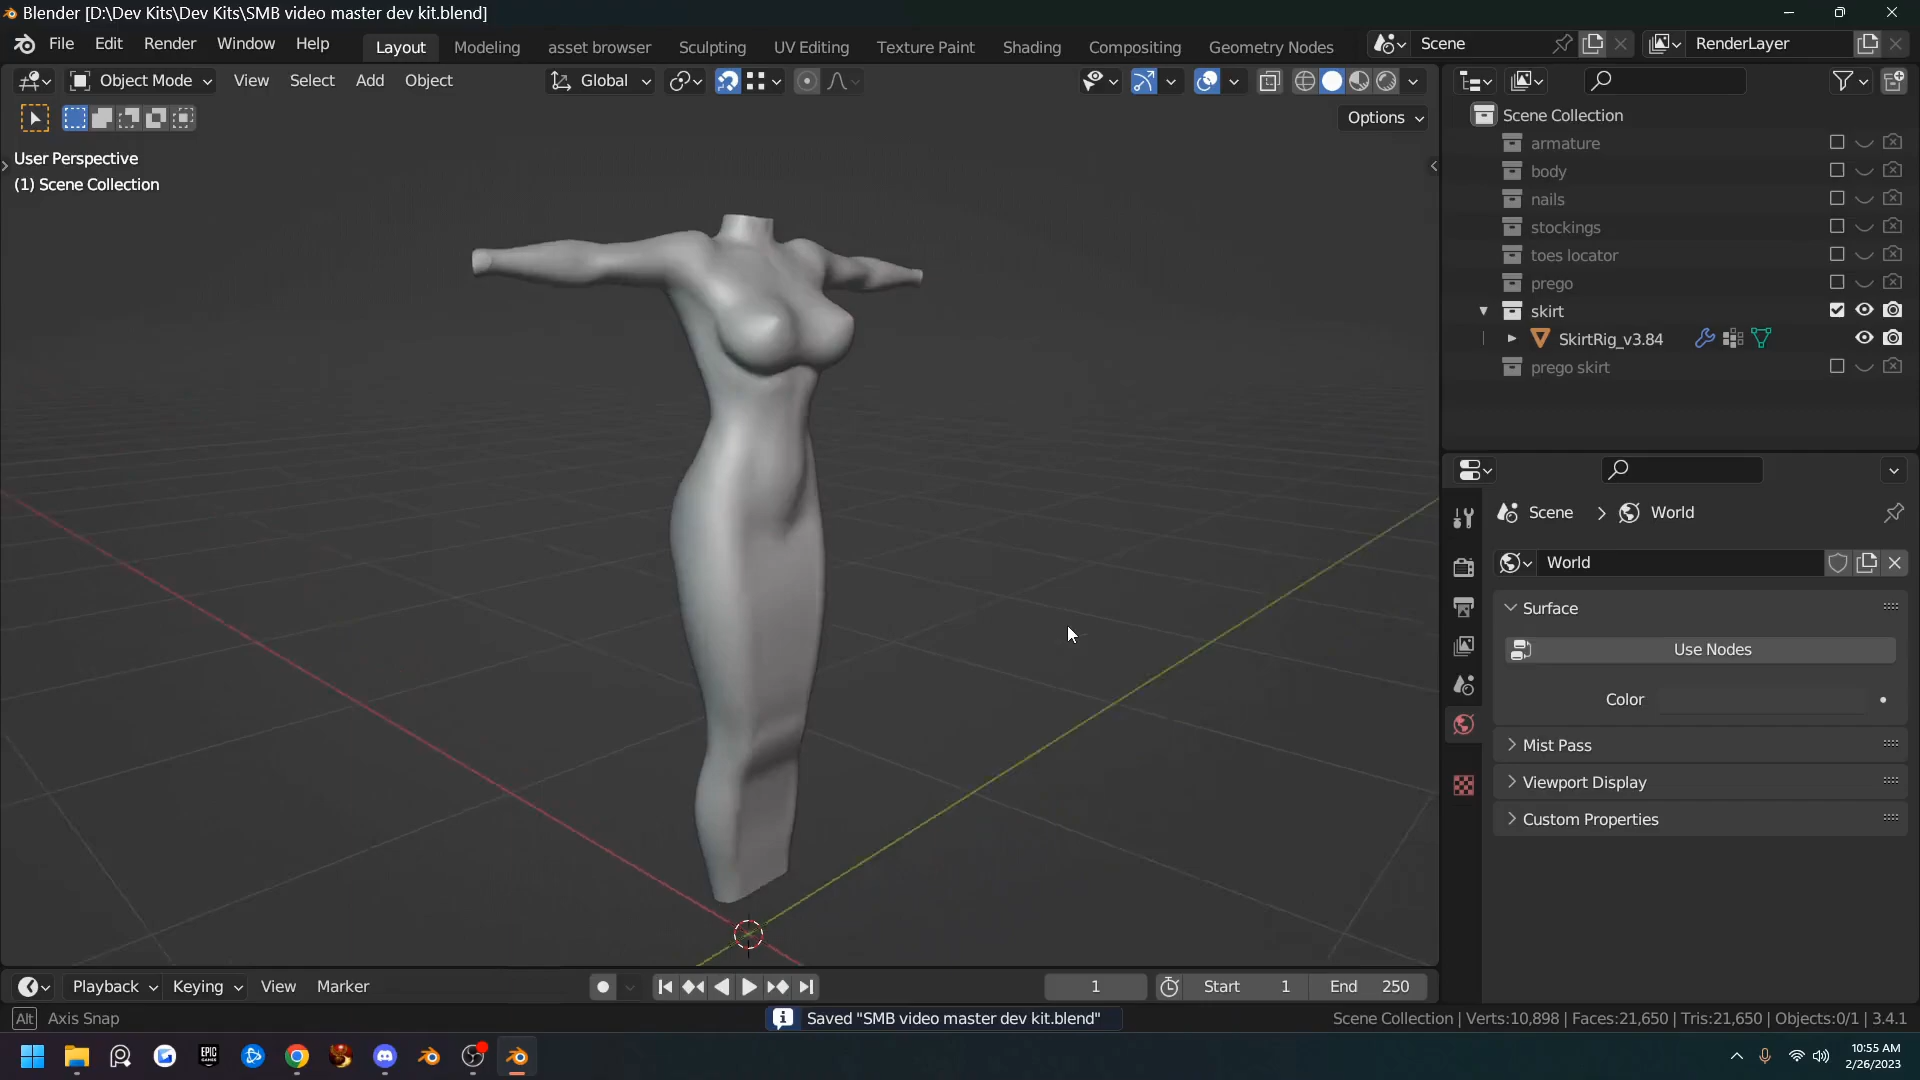 Blender [D:\Dev Kits\Dev Kits\SMB video master dev kit.blend]
File Edit Render Window Help Layout Modeling asset browser Sculpting UV Editing Texture Paint Shading Compositing Geometry Nodes Scene RenderLayer
Object Mode View Select Add Object Global
Options
User Perspective
(1) Scene Collection
Scene Collection
armature
body
nails
stockings
toes locator
prego
skirt
SkirtRig_v3.84
prego skirt
Scene > World
World
Surface
Use Nodes
Color
Mist Pass
Viewport Display
Custom Properties
Playback Keying View Marker 1 Start 1 End 250
Alt Axis Snap Saved "SMB video master dev kit.blend" Scene Collection | Verts:10,898 | Faces:21,650 | Tris:21,650 | Objects:0/1 | 3.4.1
EPIC GAMES
10:55 AM
2/26/2023